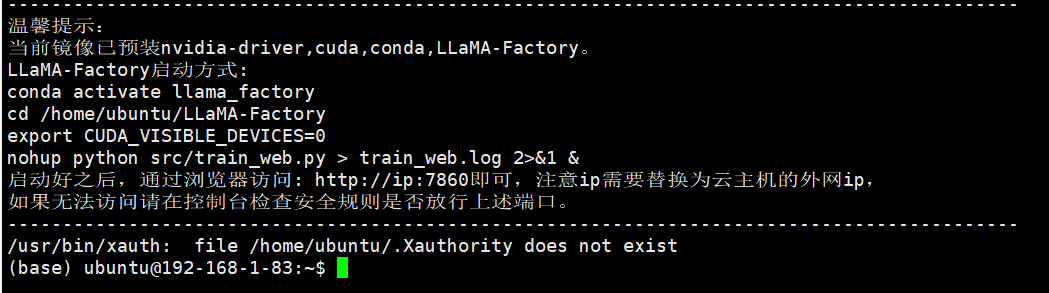 --------------------------------------------------------------------------------------------
温馨提示:
当前镜像已预装nvidia-driver,cuda,conda,LLaMA-Factory。
LLaMA-Factory启动方式:
conda activate llama_factory
cd /home/ubuntu/LLaMA-Factory
export CUDA_VISIBLE_DEVICES=0
nohup python src/train_web.py > train_web.log 2>&1 &
启动好之后，通过浏览器访问: http://ip:7860即可，注意ip需要替换为云主机的外网ip，
如果无法访问请在控制台检查安全规则是否放行上述端口。
--------------------------------------------------------------------------------------------
/usr/bin/xauth:  file /home/ubuntu/.Xauthority does not exist
(base) ubuntu@192-168-1-83:~$